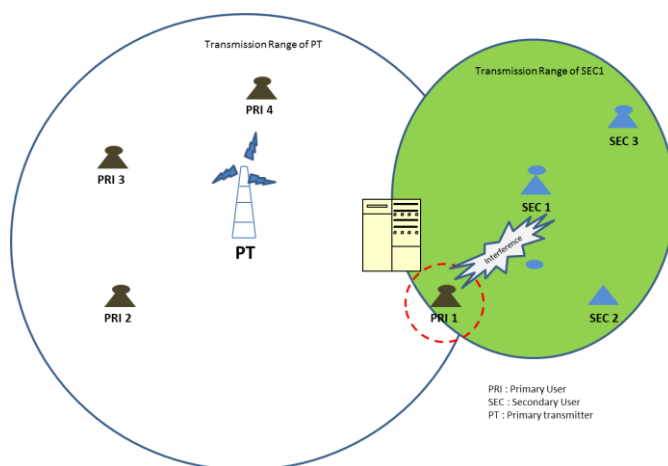 Transmission Range of PT
Transmission Range of SEC1
PRI 4
SEC 3
PRI 3
SEC 1
PT
Interference
PRI 2
PRI 1
SEC 2
PRI : Primary User
SEC : Secondary User
PT : Primary transmitter